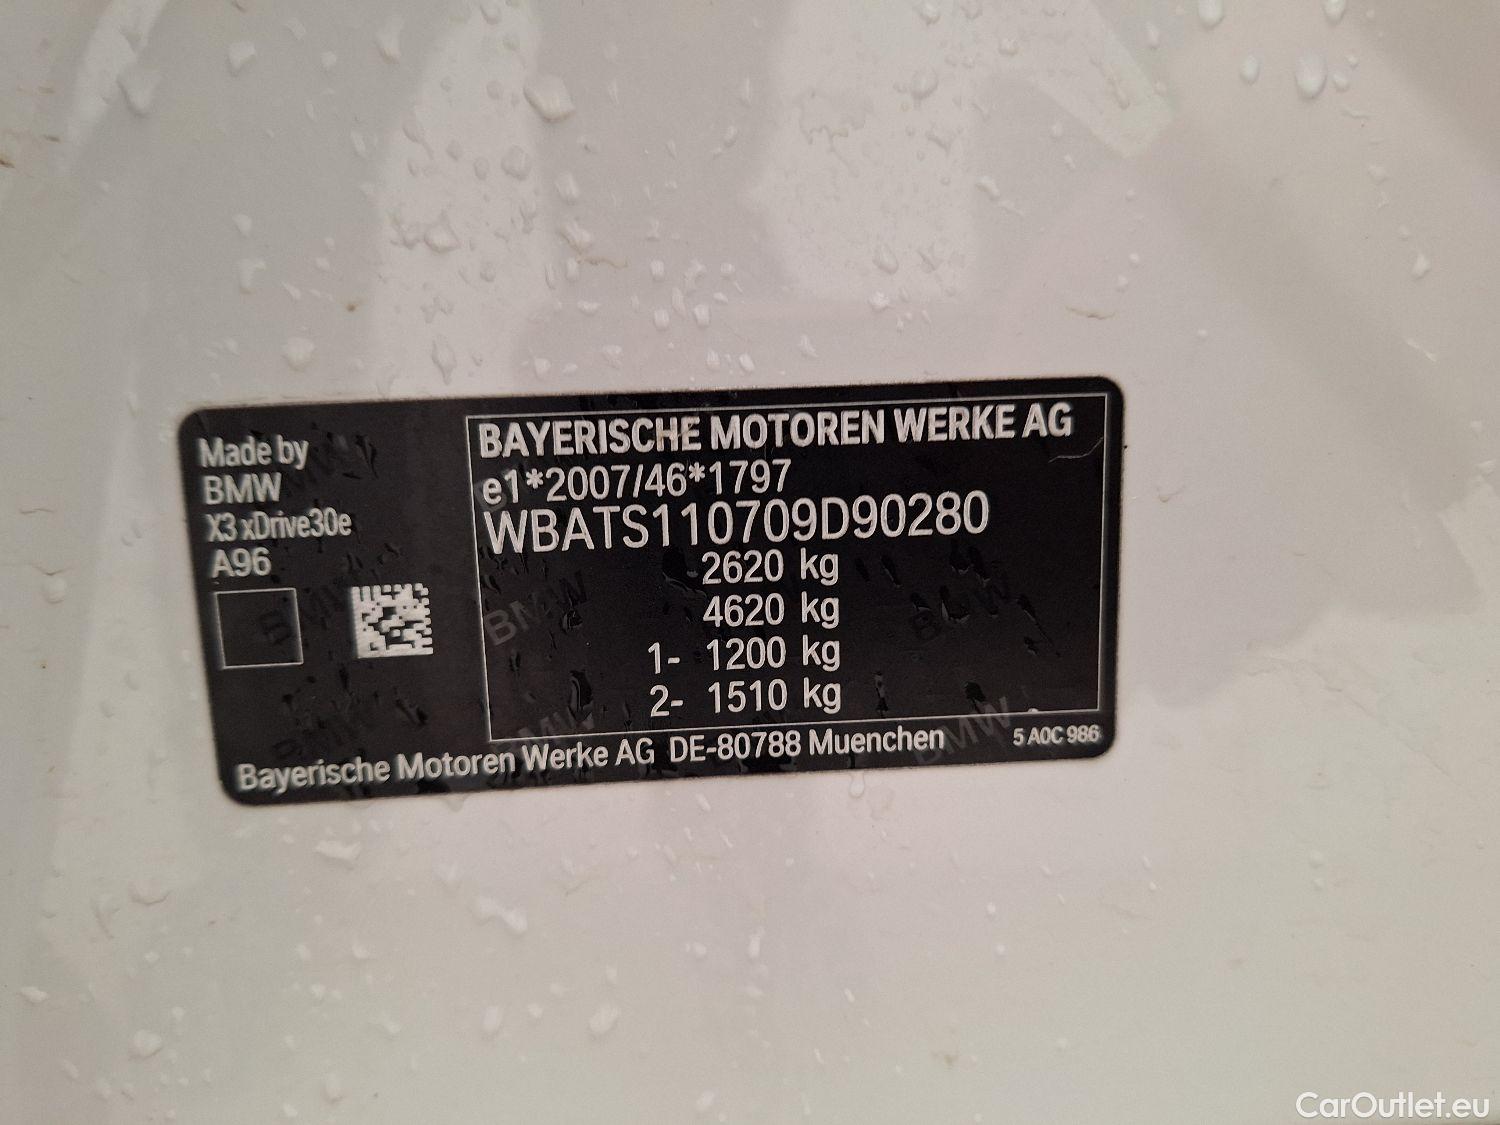 Made by
BMW
X3 xDrive30e
A96
BAYERISCHE MOTOREN WERKE AG
e1*2007/46*1797
WBATS110709D90280
2620 kg
4620 kg
1- 1200 kg
2- 1510 kg
Bayerische Motoren Werke AG DE-80788 Muenchen
5 A0C 986
CarOutlet.eu